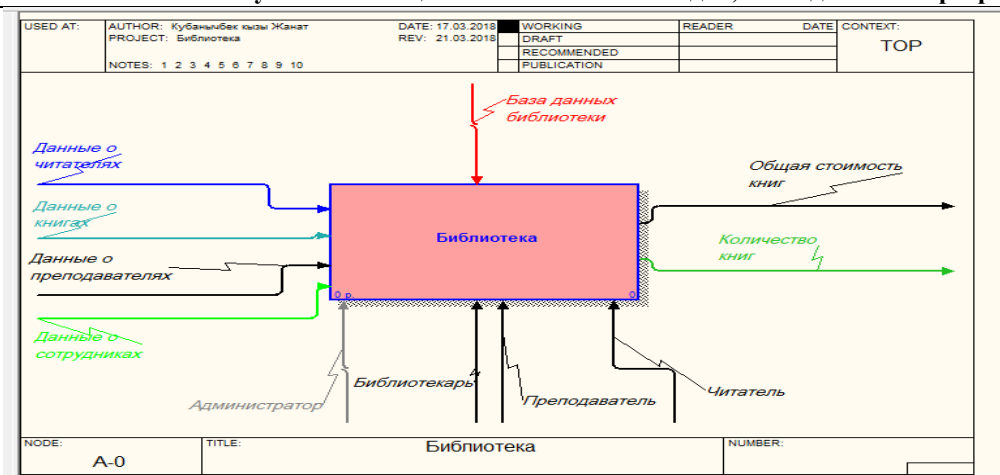 USED AT:
AUTHOR: Кубанычбек кызы Жанат
DATE: 17.03.2018
WORKING
READER
DATE
CONTEXT:
PROJECT: Библиотека
REV: 21.03.2018
DRAFT
TOP
RECOMMENDED
NOTES: 1 2 3 4 5 6 7 8 9 10
PUBLICATION
База данных
библиотеки
Данные о
читателях
Общая стоимость
книг
Данные о
книгах
Библиотека
Количество
книг
Данные о
преподавателях
0 р.
0
Данные о
сотрудниках
Библиотекарь
Администратор
Преподаватель
Читатель
NODE:
A-0
TITLE:
Библиотека
NUMBER: